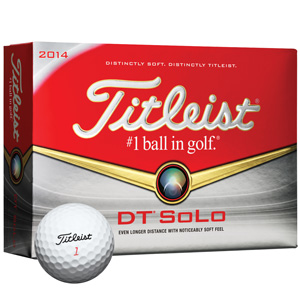 2014
DISTINCTLY SOFT. DISTINCTLY TITLEIST.
Titleist
#1 ball in golf.®
DT® SoLo
EVEN LONGER DISTANCE WITH NOTICEABLY SOFT FEEL
Titleist
1